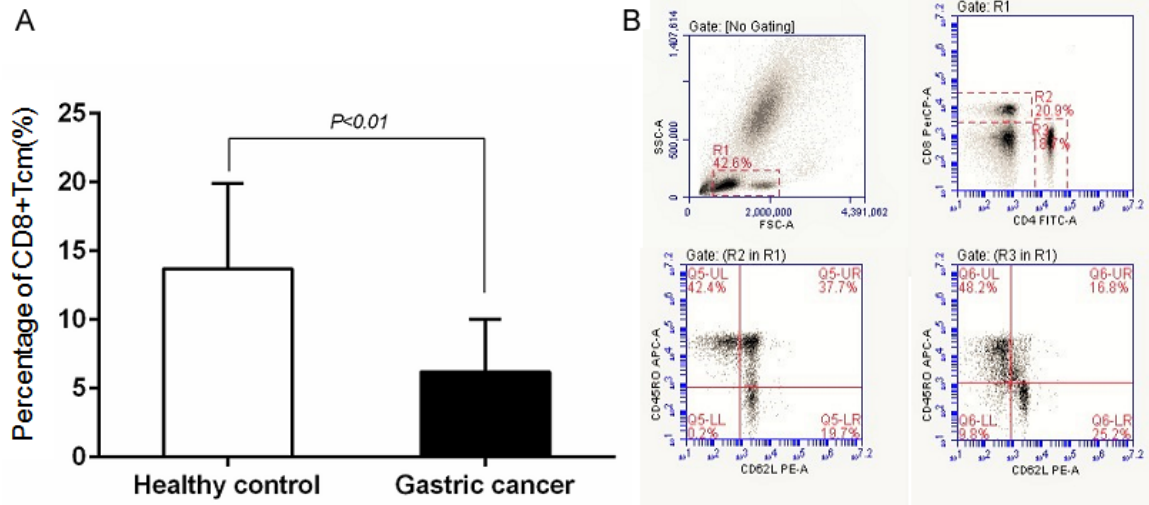 A
Percentage of CD8+Tcm(%)
25
20
15
10
5
0
P<0.01
Healthy control
Gastric cancer
B
Gate: [No Gating]
1,407,614
600,000
0
SSC-A
R1
42.6%
0
2,000,000
4,391,062
FSC-A
Gate: R1
CD8 PerCP-A
R2
20.9%
R3
CD4 FITC-A
Gate: (R2 in R1)
Q5-UL
42.4%
Q5-UR
37.7%
Q5-LL
0.2%
Q5-LR
19.7%
CD45RO APC-A
CD62L PE-A
Gate: (R3 in R1)
Q6-UL
48.2%
Q6-UR
16.8%
Q6-LL
9.8%
Q6-LR
25.2%
CD45RO APC-A
CD62L PE-A